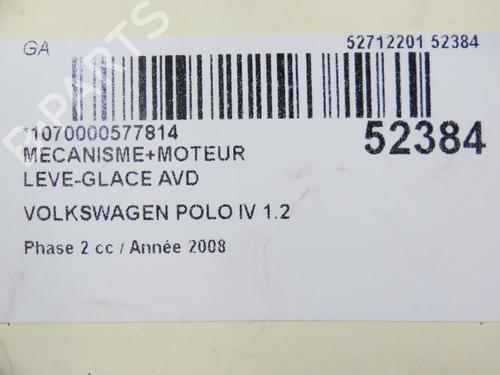 GA 52712201 52384
*1070000577814 52384
MECANISME+MOTEUR
LEVE-GLACE AVD
VOLKSWAGEN POLO IV 1.2
Phase 2 cc / Année 2008
B-PARTS